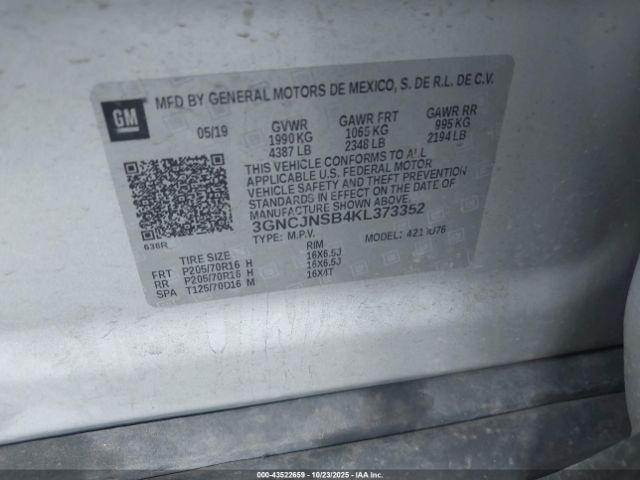 GM
MFD BY GENERAL MOTORS DE MEXICO, S. DE R.L. DE C.V.
05/19 GVWR GAWR FRT GAWR RR
1990 KG 1065 KG 995 KG
4387 LB 2348 LB 2194 LB
THIS VEHICLE CONFORMS TO ALL
APPLICABLE U.S. FEDERAL MOTOR
VEHICLE SAFETY AND THEFT PREVENTION
STANDARDS IN EFFECT ON THE DATE OF
MANUFACTURE SHOWN ABOVE.
3GNCJNSB4KL373352
636R TYPE: M.P.V. MODEL:
TIRE SIZE RIM
FRT P205/70R16 H 16X6.5J
RR P205/70R16 H 16X6.5J
SPA T125/70D16 M 16X4T
000-43522659 - 10/23/2025 - IAAI.COM